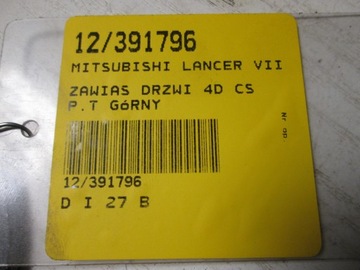 12/391796
MITSUBISHI LANCER VII
ZAWIAS DRZWI 4D CS
P.T GóRNY
12/391796
D I 27 B